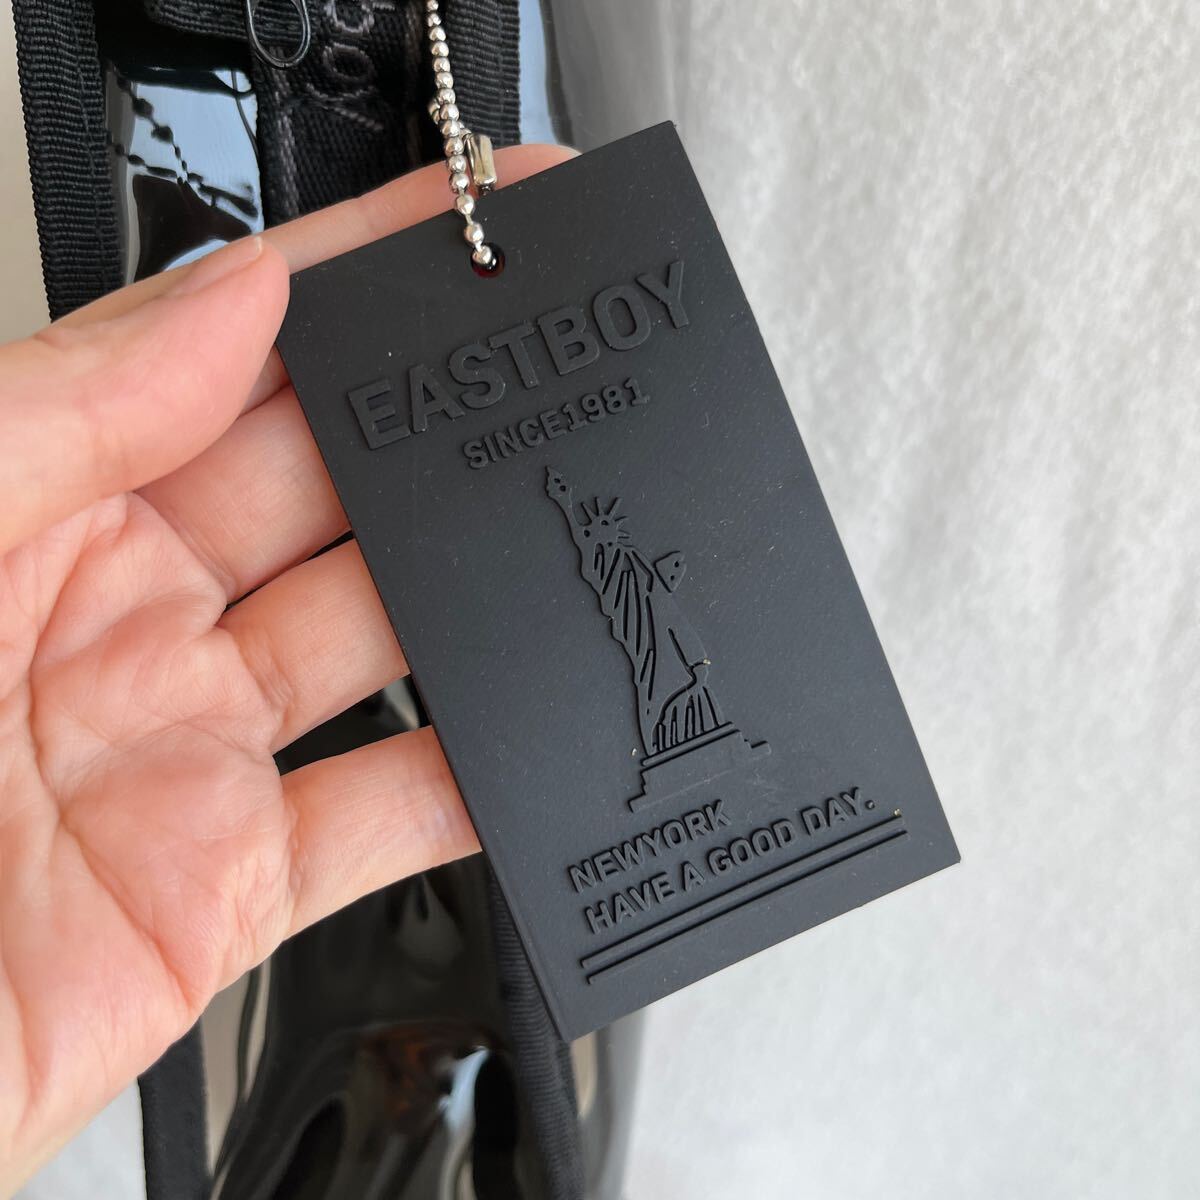 EASTBOY
SINCE1981
NEWYORK
HAVE A GOOD DAY.